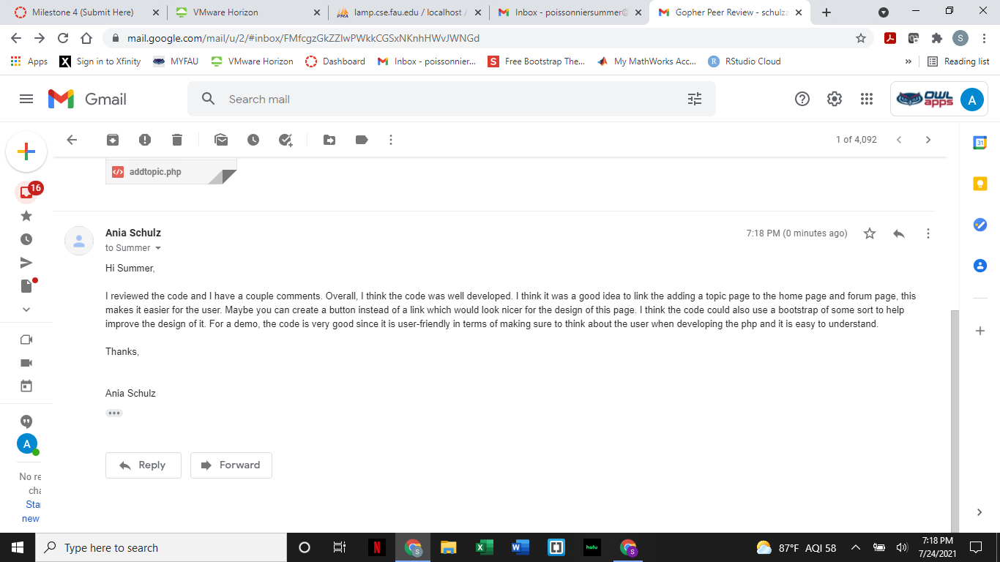 Milestone 4 (Submit Here)
VMware Horizon
lamp.cse.fau.edu / localhost /
Inbox - poissonniersummer@
Gopher Peer Review - schulza
mail.google.com/mail/u/2/#inbox/FMfcgzGkZZlwPWkkCGSxNKnhHWvJWNGd
S
Apps
Sign in to Xfinity
MYFAU
VMware Horizon
Dashboard
Inbox - poissonnier...
Free Bootstrap The...
My MathWorks Acc...
RStudio Cloud
»
Reading list
Gmail
Search mail
OWL
apps
A
1 of 4,092
31
addtopic.php
16
Ania Schulz
7:18 PM (0 minutes ago)
to Summer
Hi Summer,
I reviewed the code and I have a couple comments. Overall, I think the code was well developed. I think it was a good idea to link the adding a topic page to the home page and forum page, this
makes it easier for the user. Maybe you can create a button instead of a link which would look nicer for the design of this page. I think the code could also use a bootstrap of some sort to help
improve the design of it. For a demo, the code is very good since it is user-friendly in terms of making sure to think about the user when developing the php and it is easy to understand.
Thanks,
Ania Schulz
Reply
Forward
A
No re
cha
Star
new
Type here to search
N
S
hulu
S
87°F AQI 58
7:18 PM
7/24/2021